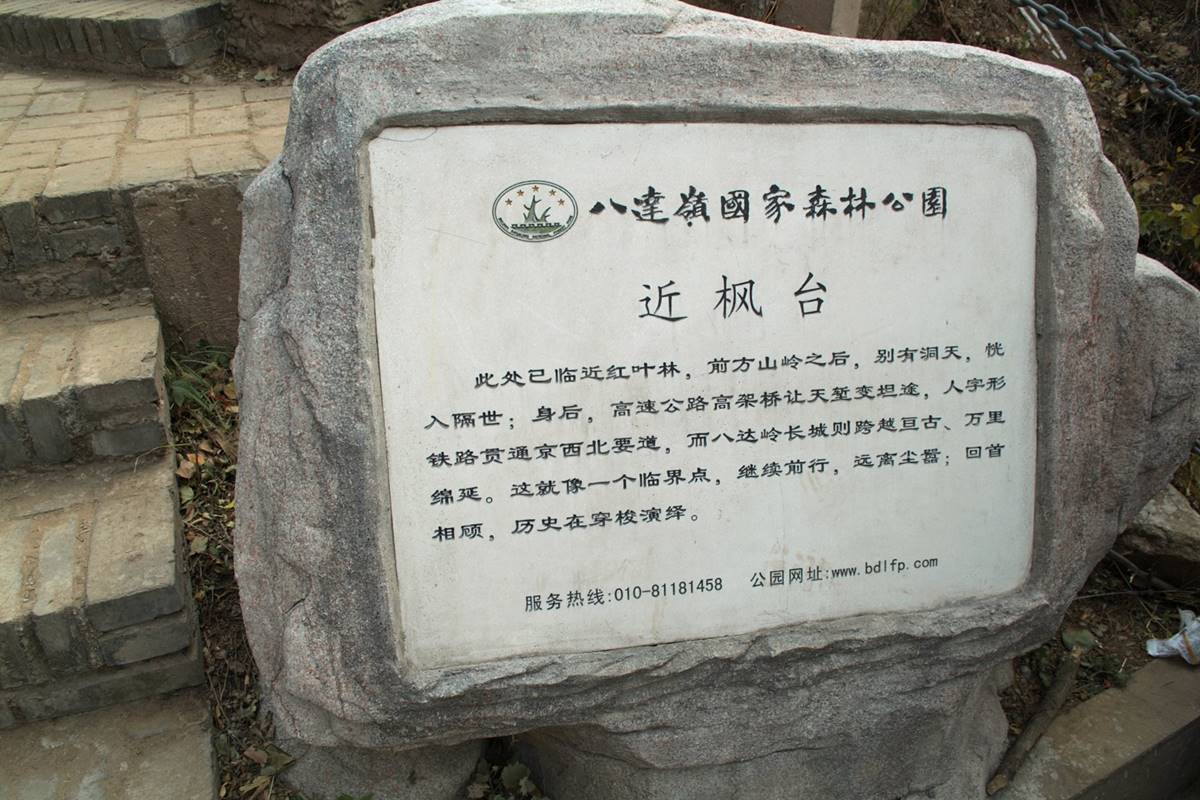 八達嶺國家森林公園
近枫台
此处已临近红叶林，前方山岭之后，别有洞天，恍
入隔世；身后，高速公路高架桥让天堑变坦途，人字形
铁路贯通京西北要道，而八达岭长城则跨越亘古、万里
绵延。这就像一个临界点，继续前行，远离尘嚣；回首
相顾，历史在穿梭演绎。
服务热线:010-81181458 公园网址:www.bdlfp.com